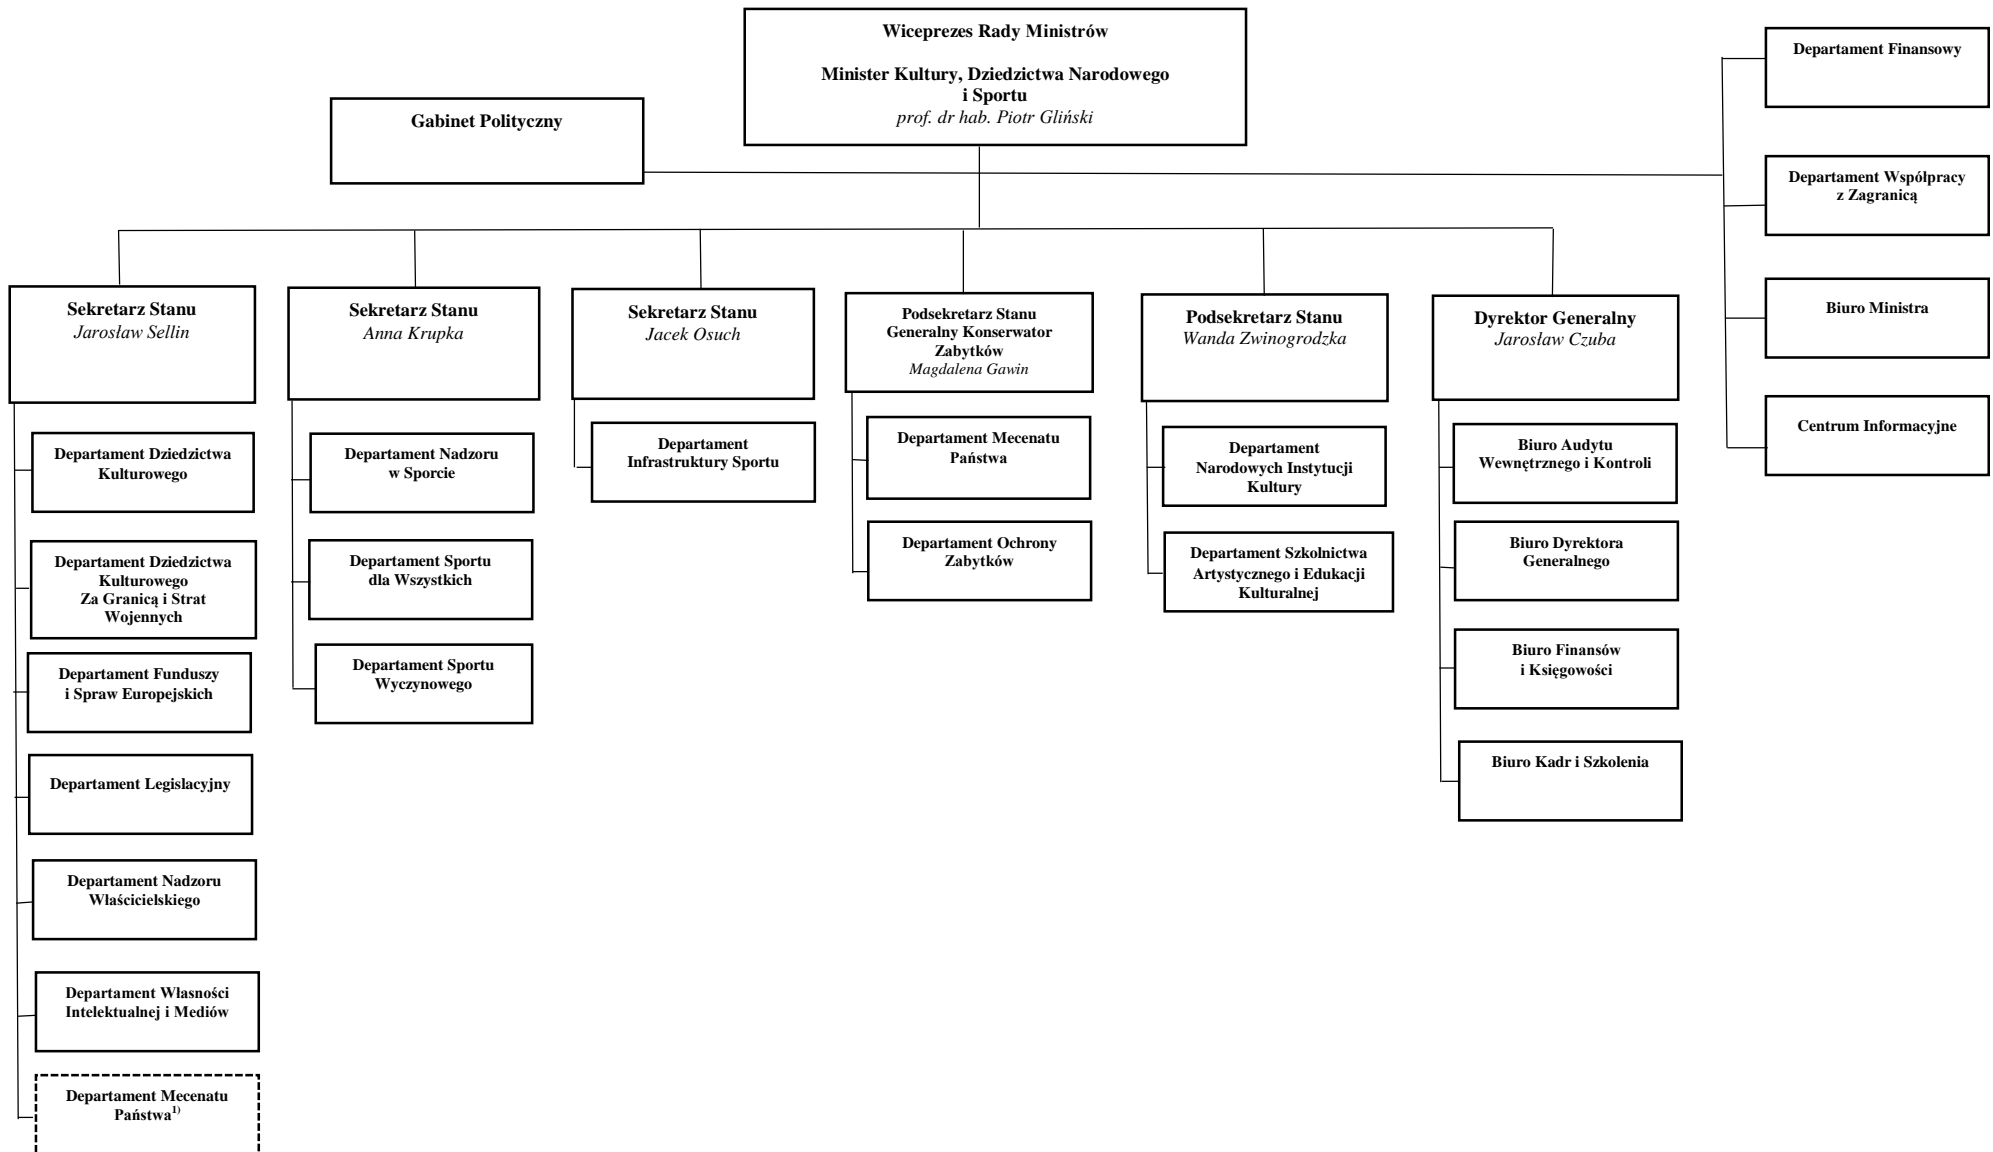 Wiceprezes Rady Ministrów
Minister Kultury, Dziedzictwa Narodowego
i Sportu
prof. dr hab. Piotr Gliński
Gabinet Polityczny
Departament Finansowy
Departament Współpracy
z Zagranicą
Biuro Ministra
Centrum Informacyjne
Sekretarz Stanu
Jarosław Sellin
Departament Dziedzictwa
Kulturowego
Departament Dziedzictwa
Kulturowego
Za Granicą i Strat
Wojennych
Departament Funduszy
i Spraw Europejskich
Departament Legislacyjny
Departament Nadzoru
Właścicielskiego
Departament Własności
Intelektualnej i Mediów
Departament Mecenatu
Państwa1)
Sekretarz Stanu
Anna Krupka
Departament Nadzoru
w Sporcie
Departament Sportu
dla Wszystkich
Departament Sportu
Wyczynowego
Sekretarz Stanu
Jacek Osuch
Departament
Infrastruktury Sportu
Podsekretarz Stanu
Generalny Konserwator
Zabytków
Magdalena Gawin
Departament Mecenatu
Państwa
Departament Ochrony
Zabytków
Podsekretarz Stanu
Wanda Zwinogrodzka
Departament
Narodowych Instytucji
Kultury
Departament Szkolnictwa
Artystycznego i Edukacji
Kulturalnej
Dyrektor Generalny
Jarosław Czuba
Biuro Audytu
Wewnętrznego i Kontroli
Biuro Dyrektora
Generalnego
Biuro Finansów
i Księgowości
Biuro Kadr i Szkolenia